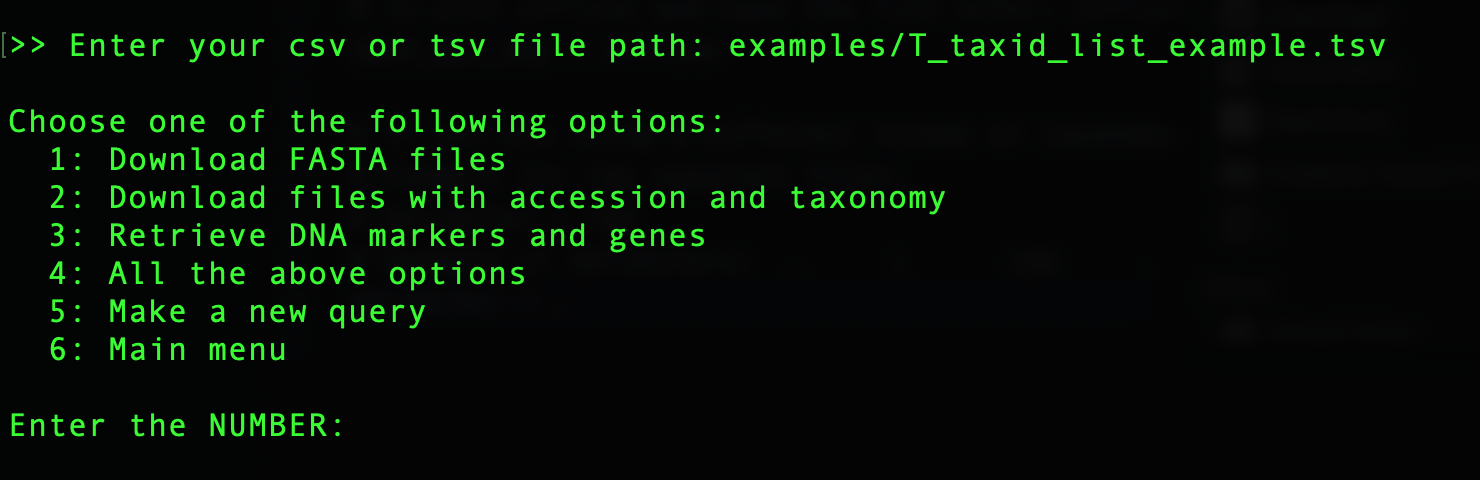 [>> Enter your csv or tsv file path: examples/T_taxid_list_example.tsv
Choose one of the following options:
1: Download FASTA files
2: Download files with accession and taxonomy
3: Retrieve DNA markers and genes
4: All the above options
5: Make a new query
6: Main menu
Enter the NUMBER: